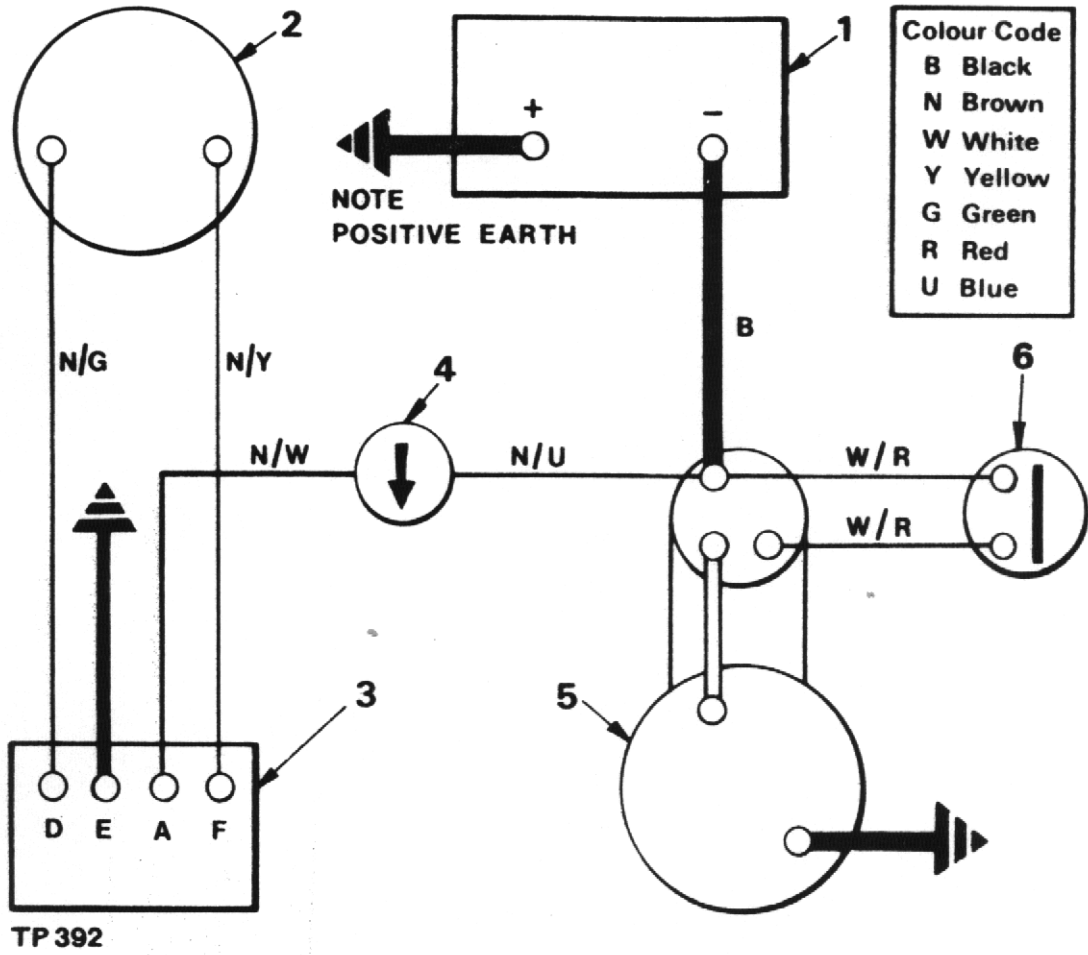 2
1
Colour Code
B Black
N Brown
W White
Y Yellow
G Green
R Red
U Blue
+
−
NOTE
POSITIVE EARTH
B
N/G
N/Y
4
6
N/W
N/U
W/R
W/R
3
5
D E A F
TP 392